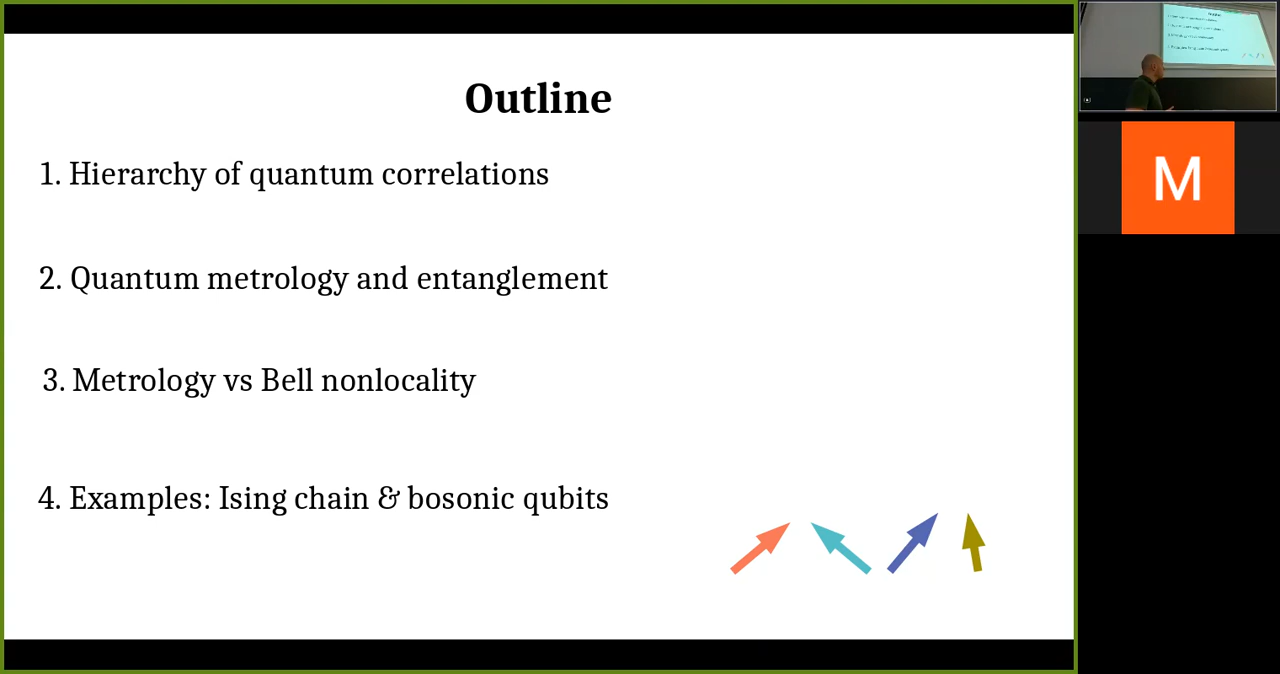 Outline
1. Hierarchy of quantum correlations
2. Quantum metrology and entanglement
3. Metrology vs Bell nonlocality
4. Examples: Ising chain & bosonic qubits
M